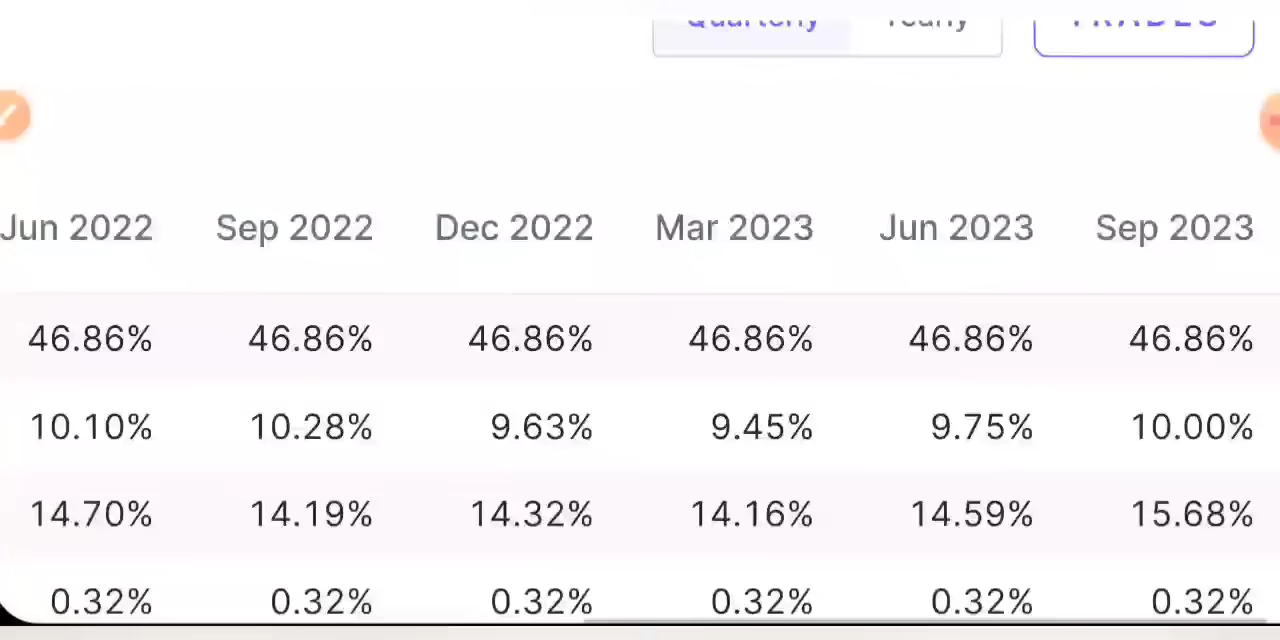 Quarterly Yearly TRADES
Jun 2022 Sep 2022 Dec 2022 Mar 2023 Jun 2023 Sep 2023
46.86% 46.86% 46.86% 46.86% 46.86% 46.86%
10.10% 10.28% 9.63% 9.45% 9.75% 10.00%
14.70% 14.19% 14.32% 14.16% 14.59% 15.68%
0.32% 0.32% 0.32% 0.32% 0.32% 0.32%